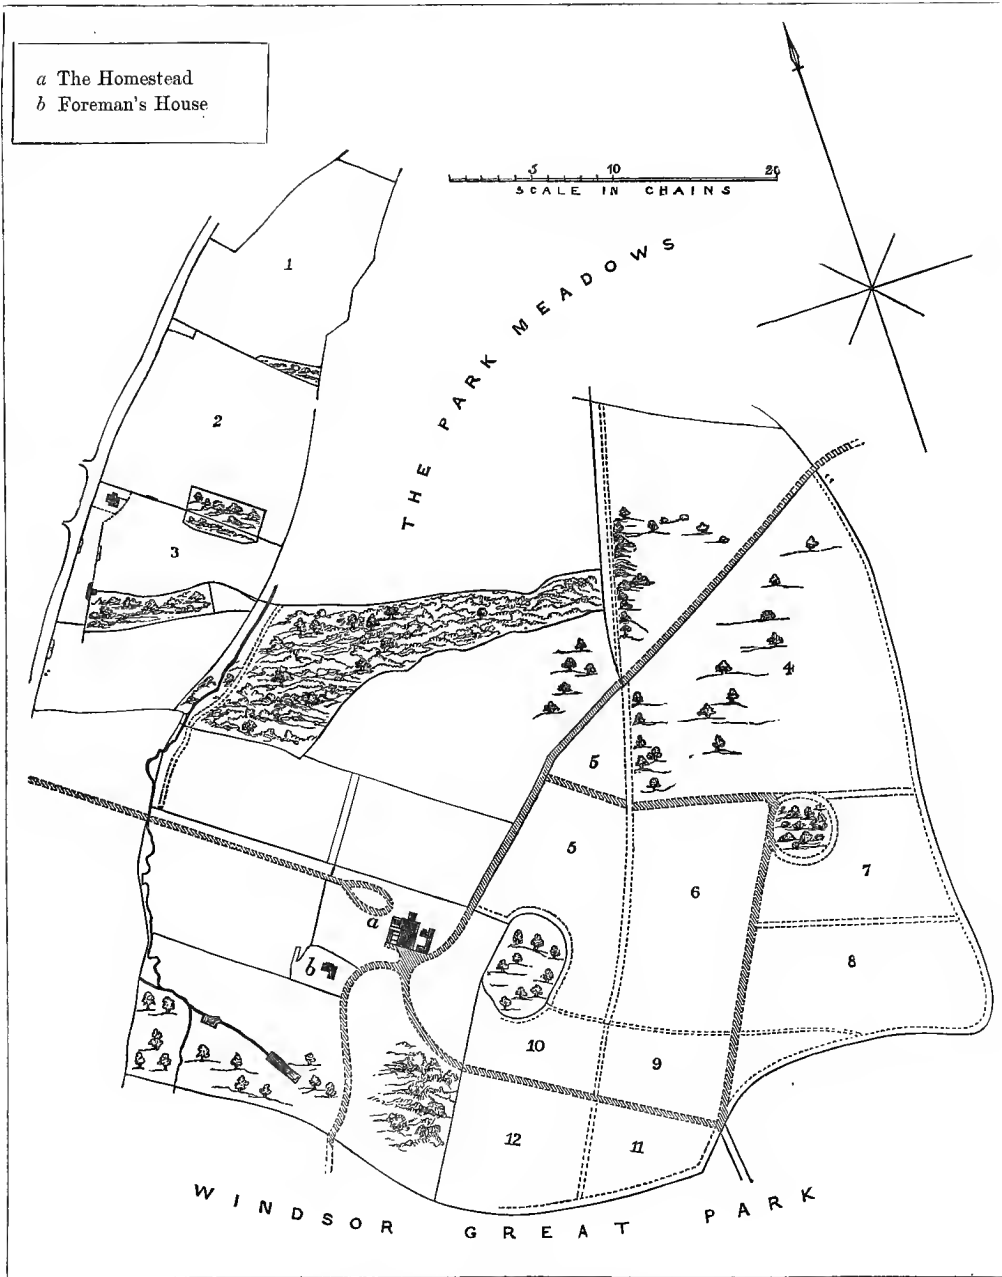 a The Homestead
b Foreman's House
5 10 20
SCALE IN CHAINS
THE PARK MEADOWS
1
2
3
4
5
5
6
7
8
a
b
10
9
12
11
WINDSOR GREAT PARK